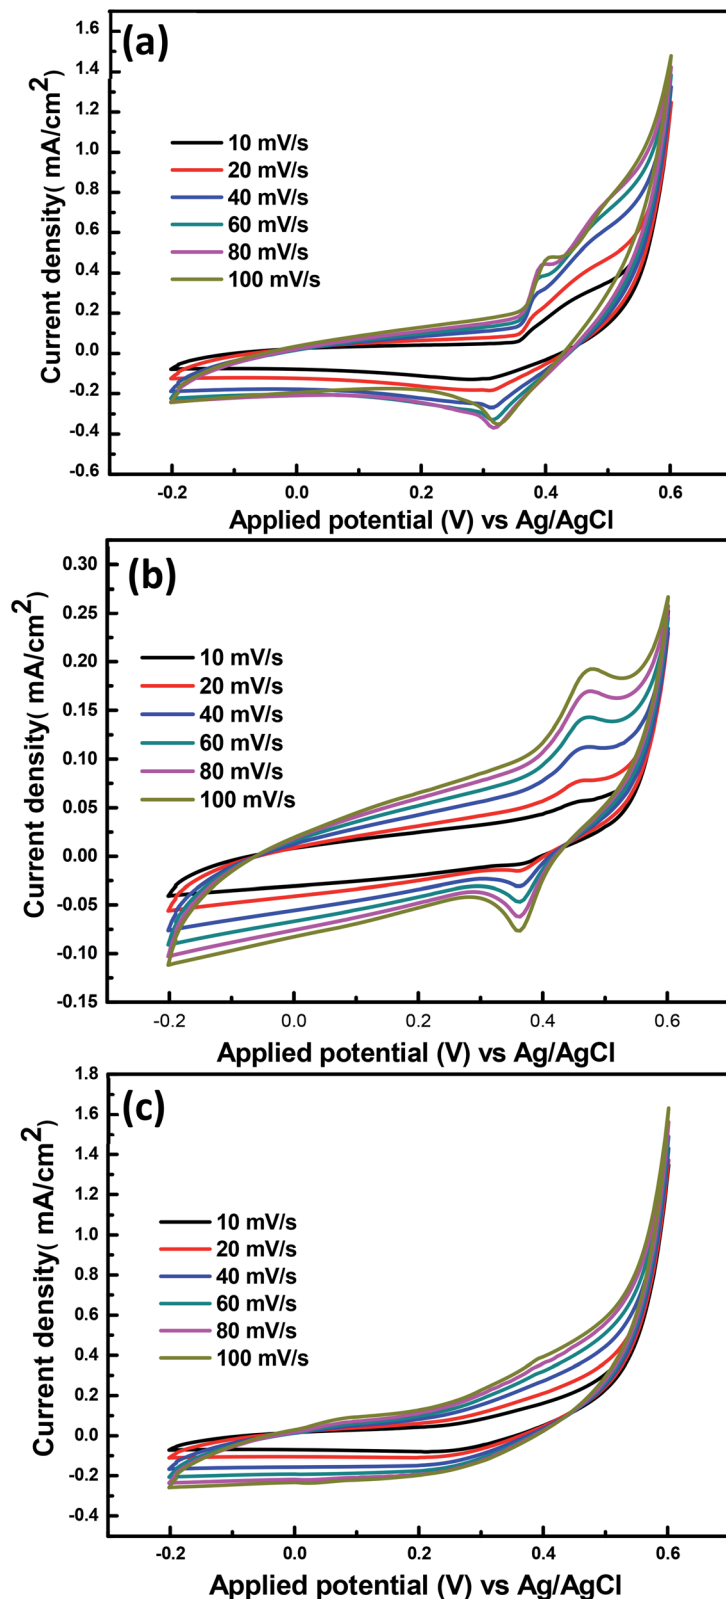 (a)
1.6
1.4
1.2
1.0
0.8
0.6
0.4
0.2
0.0
-0.2
-0.4
-0.6
Current density( mA/cm2)
10 mV/s
20 mV/s
40 mV/s
60 mV/s
80 mV/s
100 mV/s
-0.2 0.0 0.2 0.4 0.6
Applied potential (V) vs Ag/AgCl
(b)
0.30
0.25
0.20
0.15
0.10
0.05
0.00
-0.05
-0.10
-0.15
Current density( mA/cm2)
10 mV/s
20 mV/s
40 mV/s
60 mV/s
80 mV/s
100 mV/s
-0.2 0.0 0.2 0.4 0.6
Applied potential (V) vs Ag/AgCl
(c)
1.8
1.6
1.4
1.2
1.0
0.8
0.6
0.4
0.2
0.0
-0.2
-0.4
Current density( mA/cm2)
10 mV/s
20 mV/s
40 mV/s
60 mV/s
80 mV/s
100 mV/s
-0.2 0.0 0.2 0.4 0.6
Applied potential (V) vs Ag/AgCl